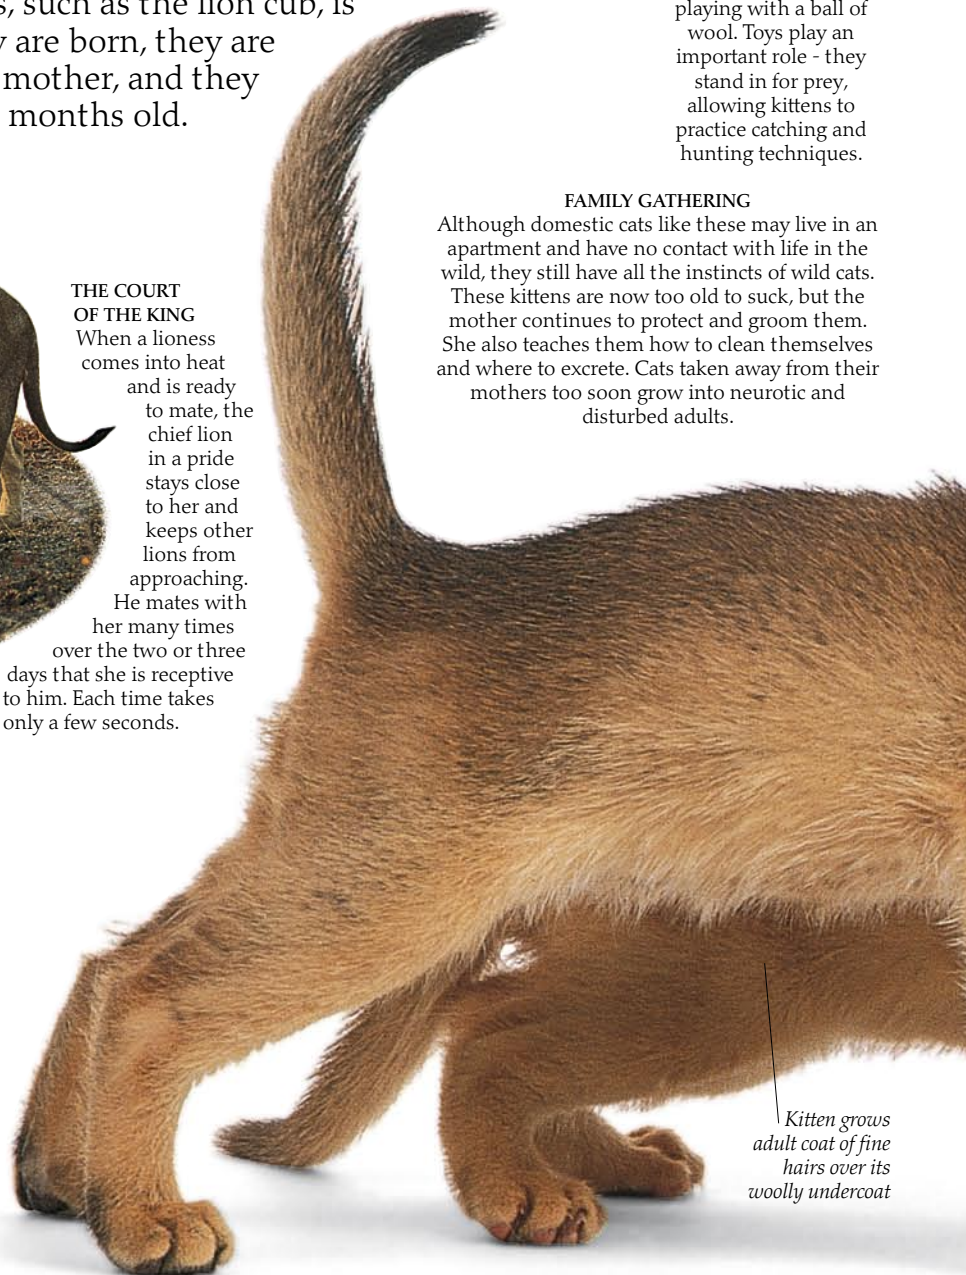 s, such as the lion cub, is
y are born, they are
mother, and they
months old.
playing with a ball of
wool. Toys play an
important role - they
stand in for prey,
allowing kittens to
practice catching and
hunting techniques.
FAMILY GATHERING
Although domestic cats like these may live in an
apartment and have no contact with life in the
wild, they still have all the instincts of wild cats.
These kittens are now too old to suck, but the
mother continues to protect and groom them.
She also teaches them how to clean themselves
and where to excrete. Cats taken away from their
mothers too soon grow into neurotic and
disturbed adults.
THE COURT
OF THE KING
When a lioness
comes into heat
and is ready
to mate, the
chief lion
in a pride
stays close
to her and
keeps other
lions from
approaching.
He mates with
her many times
over the two or three
days that she is receptive
to him. Each time takes
only a few seconds.
Kitten grows
adult coat of fine
hairs over its
woolly undercoat